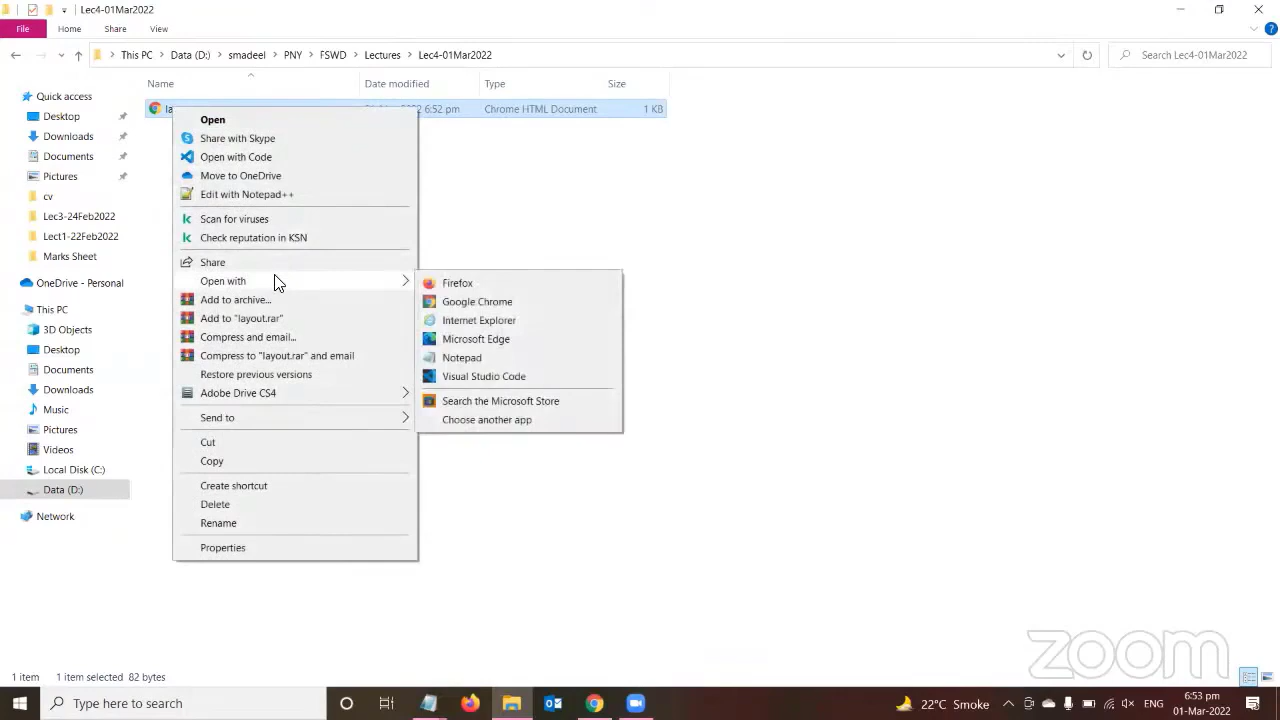 Lec4-01Mar2022
File Home Share View
This PC Data (D:) smadeel PNY FSWD Lectures Lec4-01Mar2022
Search Lec4-01Mar2022
Name Date modified Type Size
6:52 pm Chrome HTML Document 1 KB
Quick access
Desktop
Downloads
Documents
Pictures
cv
Lec3-24Feb2022
Lect1-22Feb2022
Marks Sheet
OneDrive - Personal
This PC
3D Objects
Desktop
Documents
Downloads
Music
Pictures
Videos
Local Disk (C:)
Data (D:)
Network
Open
Share with Skype
Open with Code
Move to OneDrive
Edit with Notepad++
Scan for viruses
Check reputation in KSN
Share
Open with
Add to archive...
Add to "layout.rar"
Compress and email...
Compress to "layout.rar" and email
Restore previous versions
Adobe Drive CS4
Send to
Cut
Copy
Create shortcut
Delete
Rename
Properties
Firefox
Google Chrome
Internet Explorer
Microsoft Edge
Notepad
Visual Studio Code
Search the Microsoft Store
Choose another app
zoom
1 item 1 item selected 82 bytes
Type here to search
22°C Smoke
ENG
6:53 pm
01-Mar-2022